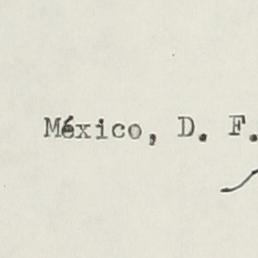 México, D. F.